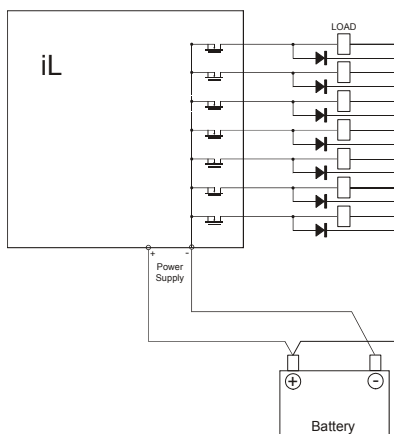 LOAD
iL
+ -
Power
Supply
+ -
Battery